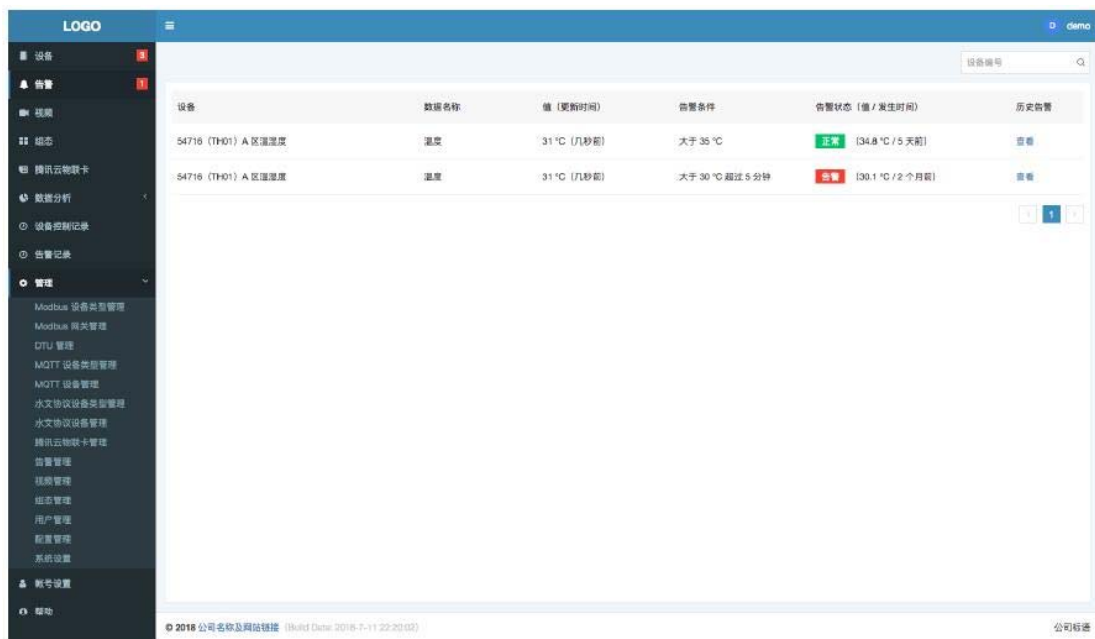 LOGO
D demo
设备 3
告警 1
视频
组态
腾讯云物联卡
数据分析
设备控制记录
告警记录
管理
Modbus 设备类型管理
Modbus 网关管理
DTU 管理
MQTT 设备类型管理
MQTT 设备管理
水文协议设备类型管理
水文协议设备管理
腾讯云物联卡管理
告警管理
视频管理
组态管理
用户管理
配置管理
系统设置
帐号设置
帮助
设备编号
设备 数据名称 值（更新时间） 告警条件 告警状态（值 / 发生时间） 历史告警
54716（TH01）A 区温湿度 温度 31 °C（几秒前） 大于 35 °C 正常 （34.8 °C / 5 天前） 查看
54716（TH01）A 区温湿度 温度 31 °C（几秒前） 大于 30 °C 超过 5 分钟 告警 （30.1 °C / 2 个月前） 查看
‹ 1 ›
© 2018 公司名称及网站链接（Build Date: 2018-7-11 22:20:02） 公司标语